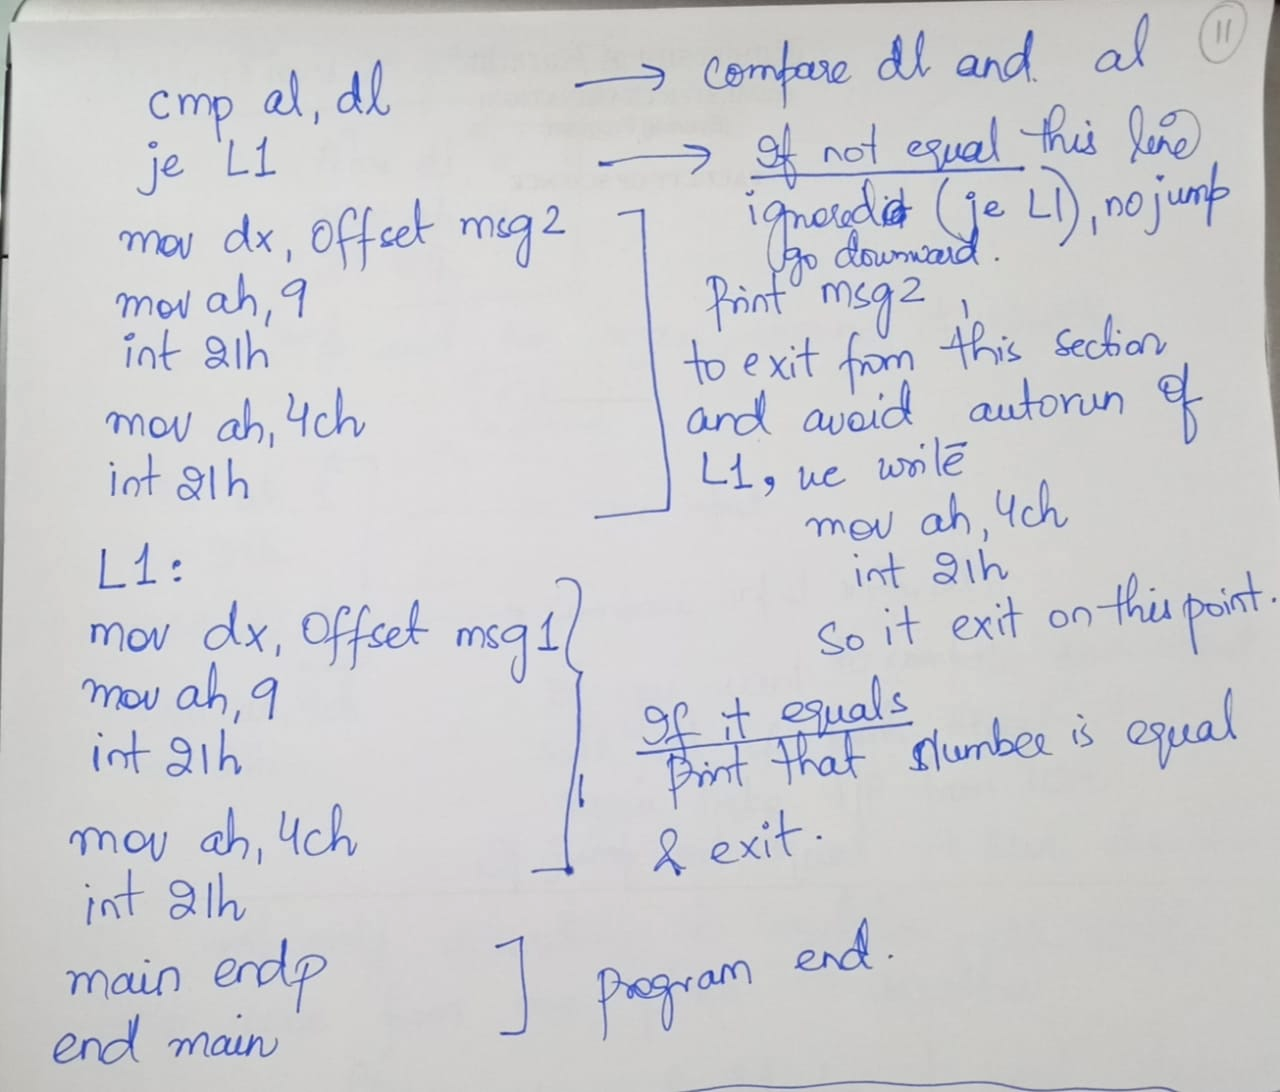 11
cmp al, dl → compare dl and al
je L1 → If not equal this line
ignored (je L1), no jump
go downward.
mov dx, offset msg2
mov ah, 9
int 21h
mov ah, 4ch
int 21h
Print msg2,
to exit from this section
and avoid autorun of
L1, we write
mov ah, 4ch
int 21h
So it exit on this point.
L1:
mov dx, offset msg1
mov ah, 9
int 21h
mov ah, 4ch
int 21h
If it equals
Print that Number is equal
& exit.
main endp
end main
Program end.